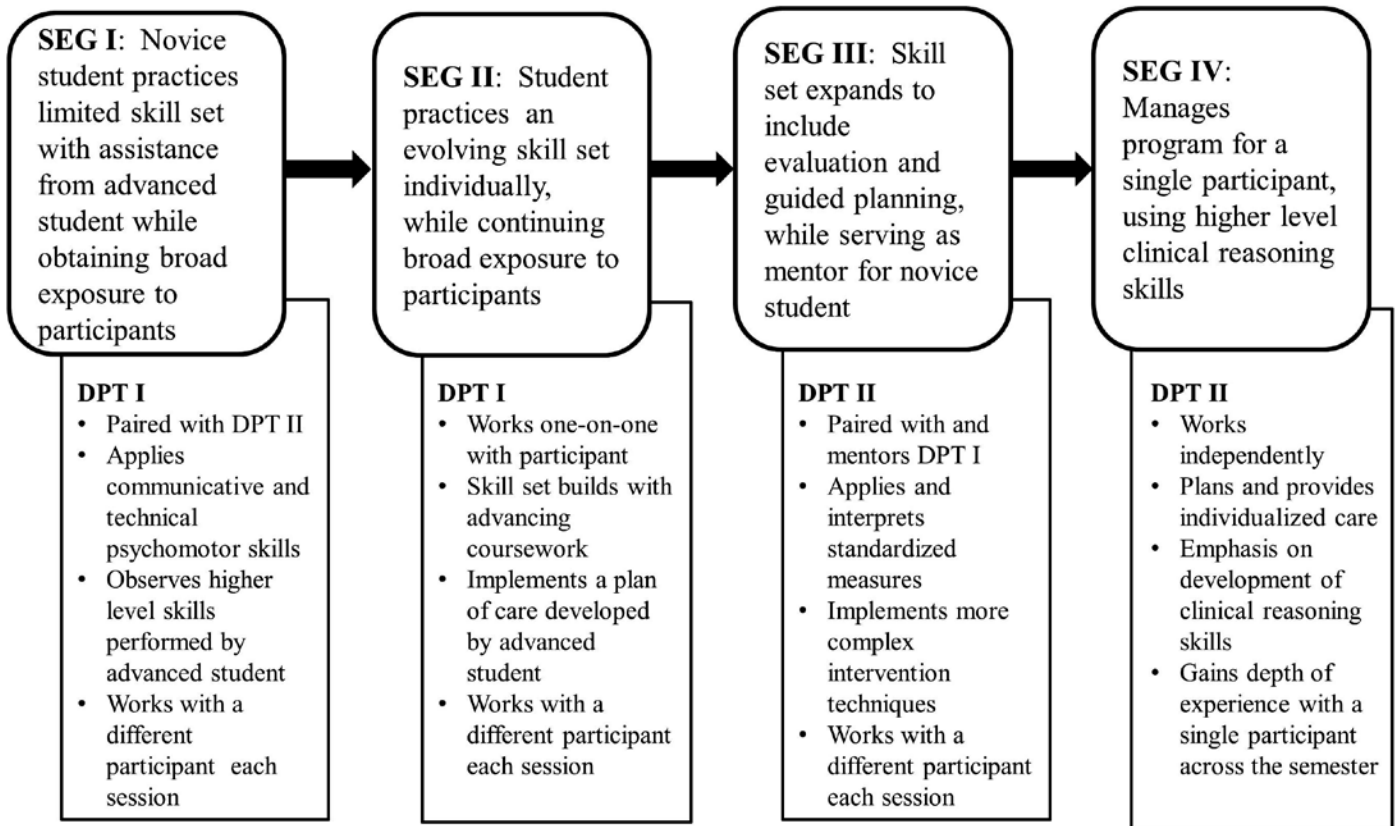 SEG I: Novice
student practices
limited skill set
with assistance
from advanced
student while
obtaining broad
exposure to
participants
DPT I
• Paired with DPT II
• Applies
communicative and
technical
psychomotor skills
• Observes higher
level skills
performed by
advanced student
• Works with a
different
participant each
session
SEG II: Student
practices an
evolving skill set
individually,
while continuing
broad exposure to
participants
DPT I
• Works one-on-one
with participant
• Skill set builds with
advancing
coursework
• Implements a plan
of care developed
by advanced
student
• Works with a
different participant
each session
SEG III: Skill
set expands to
include
evaluation and
guided planning,
while serving as
mentor for novice
student
DPT II
• Paired with and
mentors DPT I
• Applies and
interprets
standardized
measures
• Implements more
complex
intervention
techniques
• Works with a
different participant
each session
SEG IV:
Manages
program for a
single participant,
using higher level
clinical reasoning
skills
DPT II
• Works
independently
• Plans and provides
individualized care
• Emphasis on
development of
clinical reasoning
skills
• Gains depth of
experience with a
single participant
across the semester